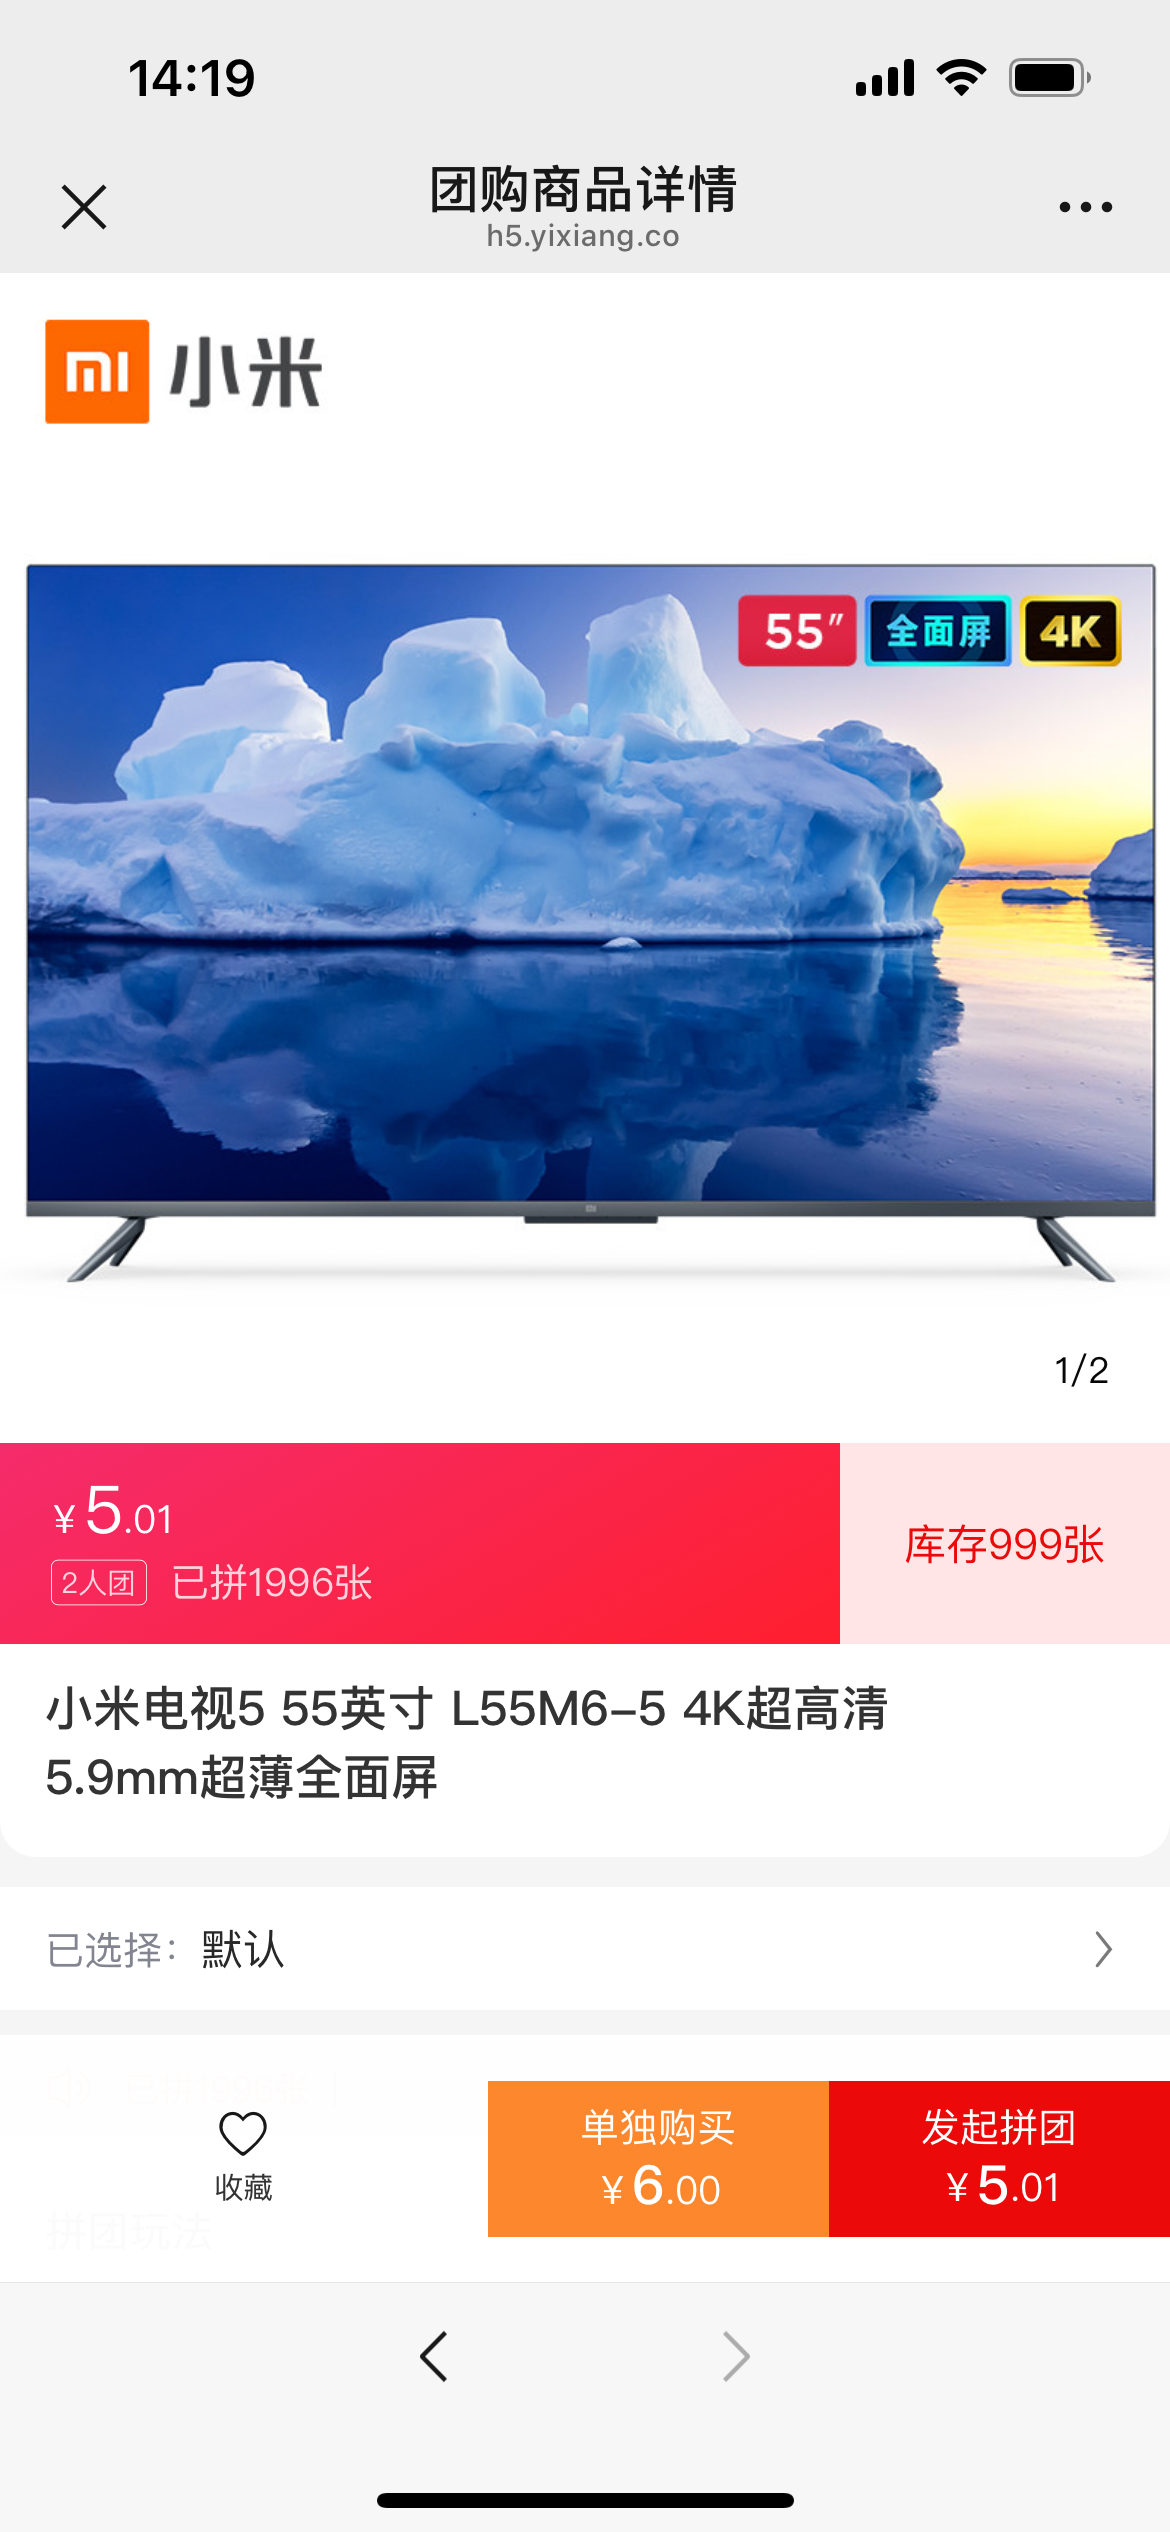 14:19
团购商品详情
h5.yixiang.co
mi 小米
55" 全面屏 4K
1/2
¥5.01
2人团 已拼1996张
库存999张
小米电视5 55英寸 L55M6-5 4K超高清
5.9mm超薄全面屏
已选择：默认
收藏
单独购买
¥6.00
发起拼团
¥5.01
拼团玩法